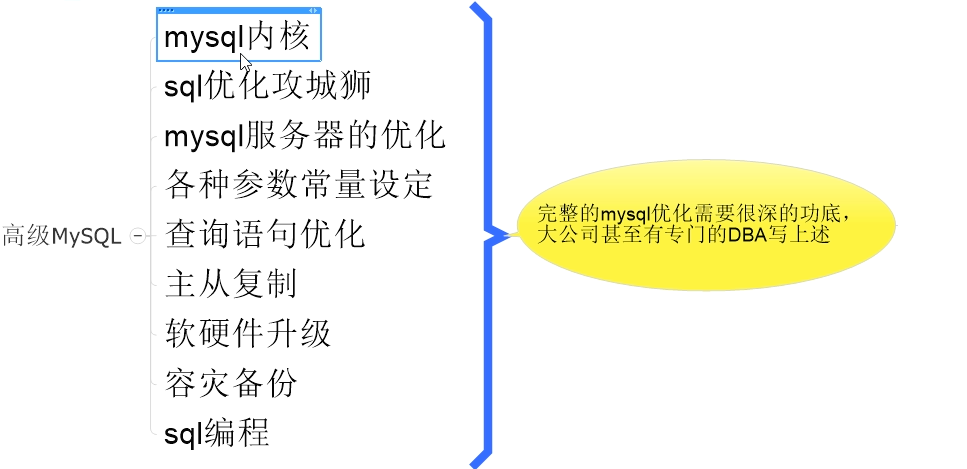 高级MySQL
mysql内核
sql优化攻城狮
mysql服务器的优化
各种参数常量设定
查询语句优化
主从复制
软硬件升级
容灾备份
sql编程
完整的mysql优化需要很深的功底，
大公司甚至有专门的DBA写上述